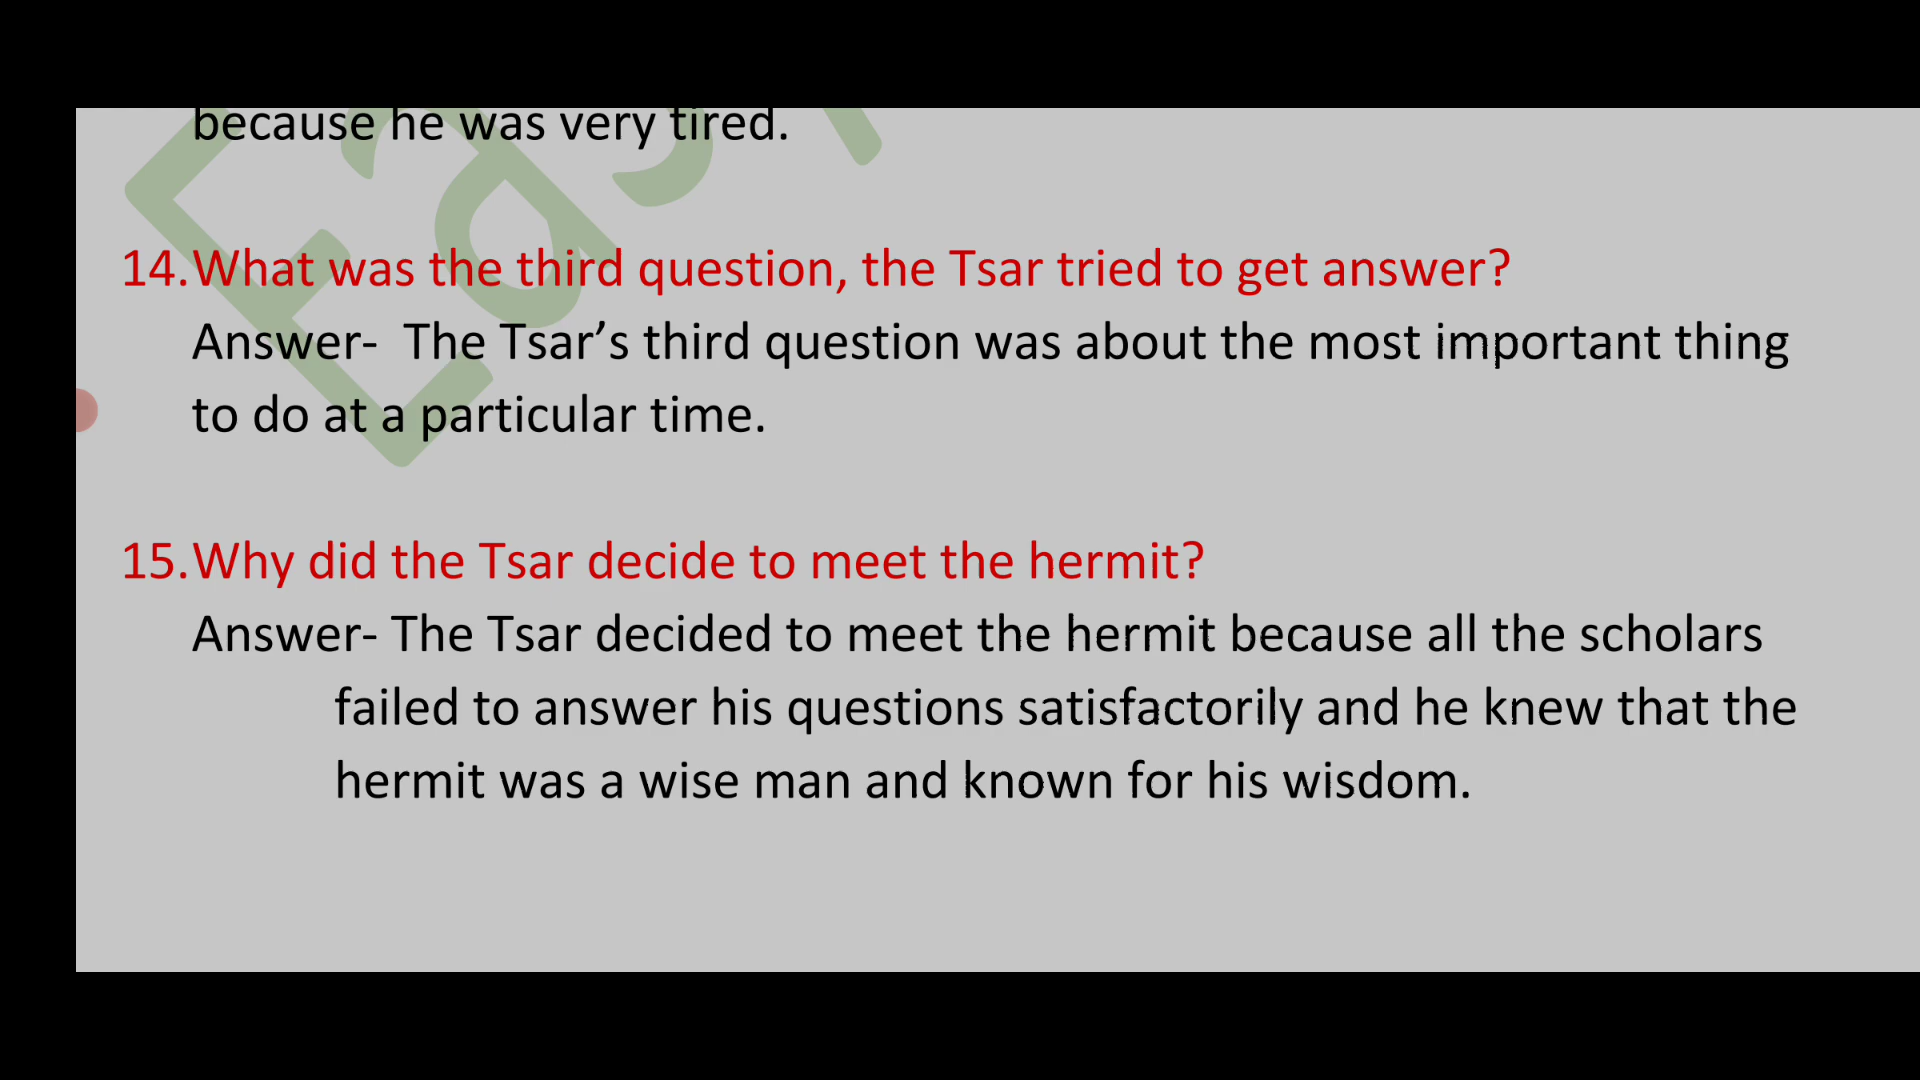 because he was very tired.
14. What was the third question, the Tsar tried to get answer?
Answer-  The Tsar’s third question was about the most important thing
to do at a particular time.
15. Why did the Tsar decide to meet the hermit?
Answer- The Tsar decided to meet the hermit because all the scholars
failed to answer his questions satisfactorily and he knew that the
hermit was a wise man and known for his wisdom.